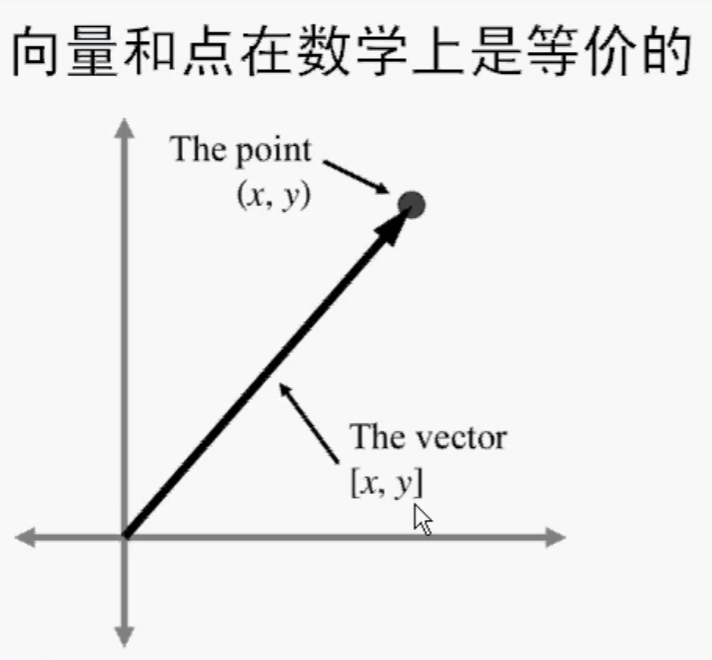 向量和点在数学上是等价的
The point
(x, y)
The vector
[x, y]